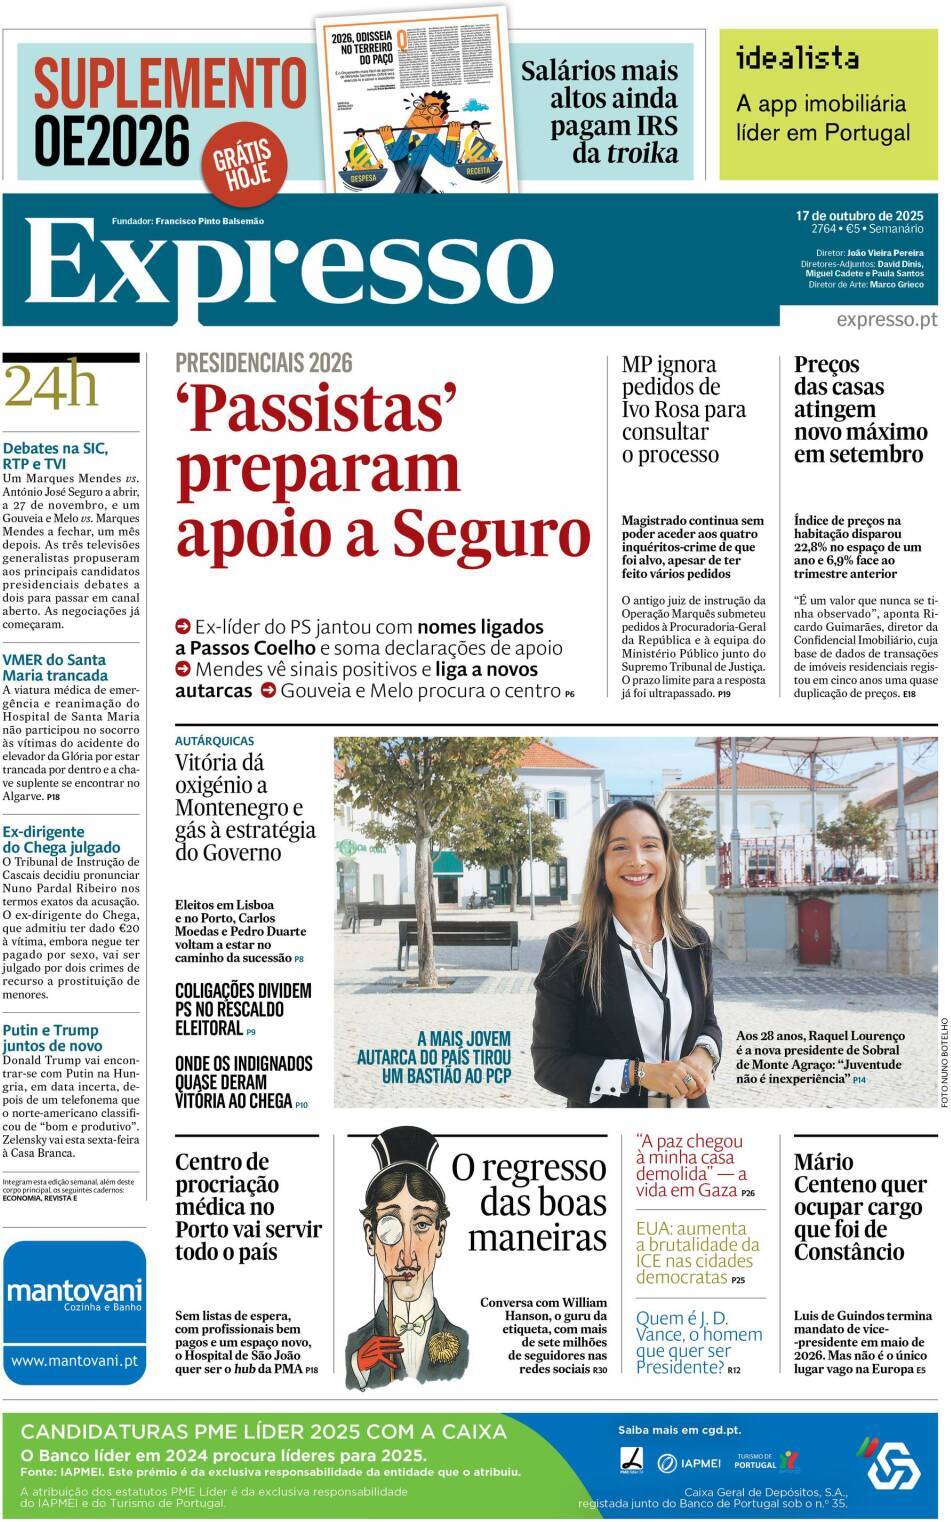 SUPLEMENTO
OE2026
GRÁTIS
HOJE
2026, ODISSEIA
NO TERREIRO
DO PAÇO
DESPESA
RECEITA
Salários mais
altos ainda
pagam IRS
da troika
idealista
A app imobiliária
líder em Portugal
Fundador: Francisco Pinto Balsemão
Expresso
17 de outubro de 2025
2764 • €5 • Semanário
Diretor: João Vieira Pereira
Diretores-Adjuntos: David Dinis,
Miguel Cadete e Paula Santos
Diretor de Arte: Marco Grieco
expresso.pt
24h
Debates na SIC,
RTP e TVI
Um Marques Mendes vs.
António José Seguro a abrir,
a 27 de novembro, e um
Gouveia e Melo vs. Marques
Mendes a fechar, um mês
depois. As três televisões
generalistas propuseram
aos principais candidatos
presidenciais debates a
dois para passar em canal
aberto. As negociações já
começaram.
VMER do Santa
Maria trancada
A viatura médica de emer-
gência e reanimação do
Hospital de Santa Maria
não participou no socorro
às vítimas do acidente do
elevador da Glória por estar
trancada por dentro e a cha-
ve suplente se encontrar no
Algarve. P18
Ex-dirigente
do Chega julgado
O Tribunal de Instrução de
Cascais decidiu pronunciar
Nuno Pardal Ribeiro nos
termos exatos da acusação.
O ex-dirigente do Chega,
que admitiu ter dado €20
à vítima, embora negue ter
pagado por sexo, vai ser
julgado por dois crimes de
recurso a prostituição de
menores.
Putin e Trump
juntos de novo
Donald Trump vai encon-
trar-se com Putin na Hun-
gria, em data incerta, de-
pois de um telefonema que
o norte-americano classifi-
cou de “bom e produtivo”.
Zelensky vai esta sexta-feira
à Casa Branca.
Integram esta edição semanal, além deste
corpo principal, os seguintes cadernos:
ECONOMIA, REVISTA E
mantovani
Cozinha e Banho
www.mantovani.pt
PRESIDENCIAIS 2026
‘Passistas’
preparam
apoio a Seguro
Ex-líder do PS jantou com nomes ligados
a Passos Coelho e soma declarações de apoio
Mendes vê sinais positivos e liga a novos
autarcas Gouveia e Melo procura o centro P6
MP ignora
pedidos de
Ivo Rosa para
consultar
o processo
Magistrado continua sem
poder aceder aos quatro
inquéritos-crime de que
foi alvo, apesar de ter
feito vários pedidos
O antigo juiz de instrução da
Operação Marquês submeteu
pedidos à Procuradoria-Geral
da República e à equipa do
Ministério Público junto do
Supremo Tribunal de Justiça.
O prazo limite para a resposta
já foi ultrapassado. P19
Preços
das casas
atingem
novo máximo
em setembro
Índice de preços na
habitação disparou
22,8% no espaço de um
ano e 6,9% face ao
trimestre anterior
“É um valor que nunca se ti-
nha observado”, aponta Ri-
cardo Guimarães, diretor da
Confidencial Imobiliário, cuja
base de dados de transações
de imóveis residenciais regis-
tou em cinco anos uma quase
duplicação de preços. E18
AUTÁRQUICAS
Vitória dá
oxigénio a
Montenegro e
gás à estratégia
do Governo
Eleitos em Lisboa
e no Porto, Carlos
Moedas e Pedro Duarte
voltam a estar no
caminho da sucessão P8
COLIGAÇÕES DIVIDEM
PS NO RESCALDO
ELEITORAL P9
ONDE OS INDIGNADOS
QUASE DERAM
VITÓRIA AO CHEGA P10
A MAIS JOVEM
AUTARCA DO PAÍS TIROU
UM BASTIÃO AO PCP
Aos 28 anos, Raquel Lourenço
é a nova presidente de Sobral
de Monte Agraço: “Juventude
não é inexperiência” P14
FOTO NUNO BOTELHO
Centro de
procriação
médica no
Porto vai servir
todo o país
Sem listas de espera,
com profissionais bem
pagos e um espaço novo,
o Hospital de São João
quer ser o hub da PMA P18
O regresso
das boas
maneiras
Conversa com William
Hanson, o guru da
etiqueta, com mais
de sete milhões
de seguidores nas
redes sociais R30
“A paz chegou
à minha casa
demolida” — a
vida em Gaza P26
EUA: aumenta
a brutalidade da
ICE nas cidades
democratas P25
Quem é J. D.
Vance, o homem
que quer ser
Presidente? R12
Mário
Centeno quer
ocupar cargo
que foi de
Constâncio
Luis de Guindos termina
mandato de vice-
-presidente em maio de
2026. Mas não é o único
lugar vago na Europa E5
CANDIDATURAS PME LÍDER 2025 COM A CAIXA
O Banco líder em 2024 procura líderes para 2025.
Fonte: IAPMEI. Este prémio é da exclusiva responsabilidade da entidade que o atribuiu.
A atribuição dos estatutos PME Líder é da exclusiva responsabilidade
do IAPMEI e do Turismo de Portugal.
Saiba mais em cgd.pt.
IAPMEI
TURISMO DE
PORTUGAL
Caixa Geral de Depósitos, S.A.,
registada junto do Banco de Portugal sob o n.º 35.